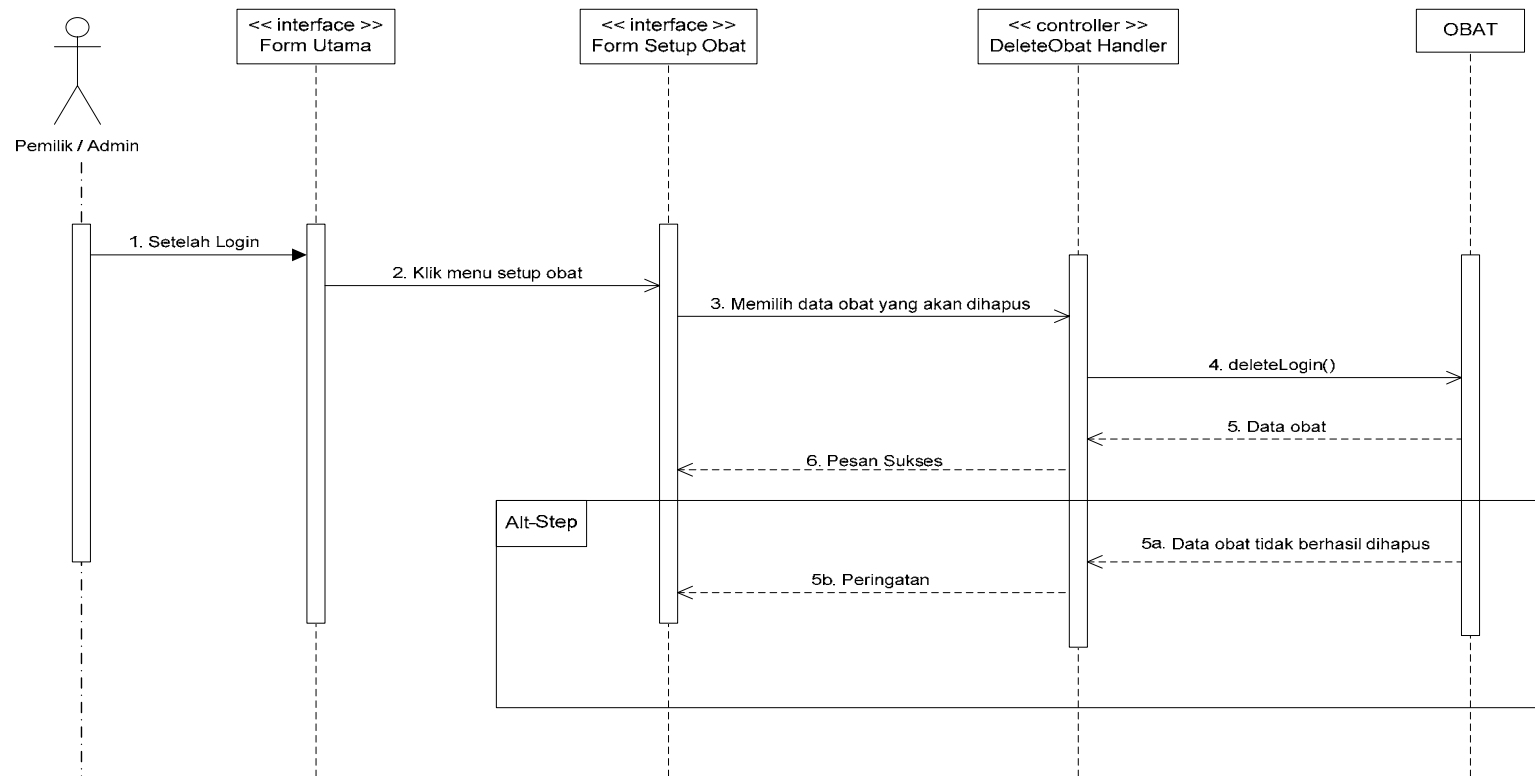 << interface >>
Form Utama
<< interface >>
Form Setup Obat
<< controller >>
DeleteObat Handler
OBAT
Pemilik / Admin
1. Setelah Login
2. Klik menu setup obat
3. Memilih data obat yang akan dihapus
4. deleteLogin()
5. Data obat
6. Pesan Sukses
Alt-Step
5a. Data obat tidak berhasil dihapus
5b. Peringatan